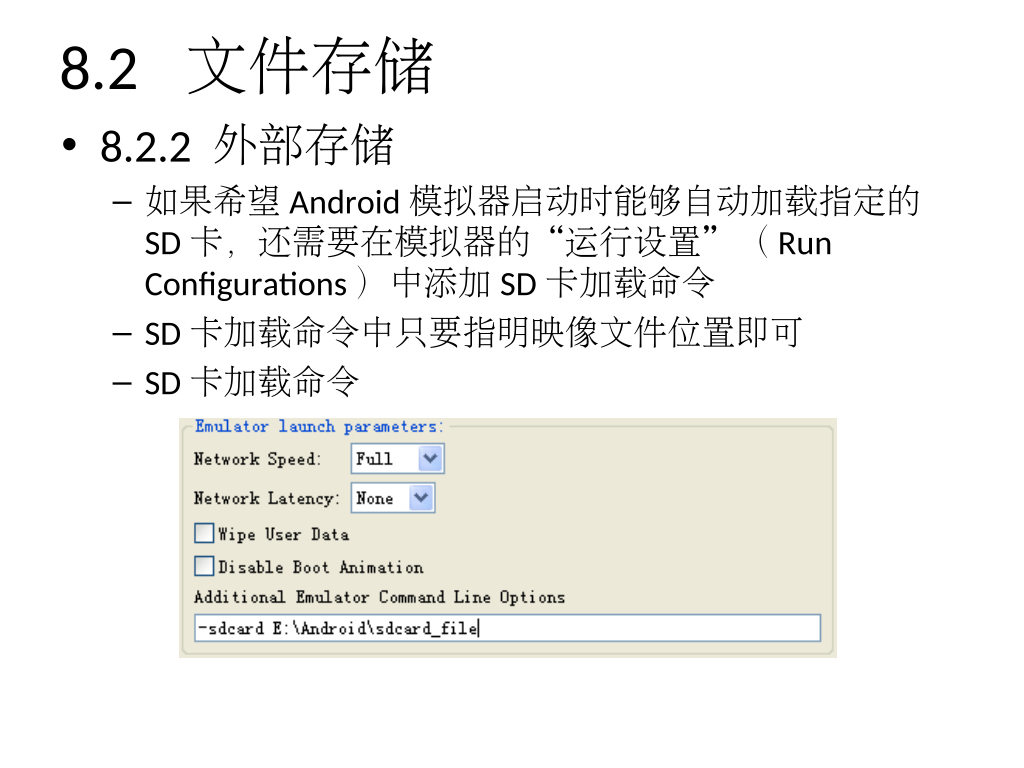 8.2 文件存储
• 8.2.2 外部存储
– 如果希望 Android 模拟器启动时能够自动加载指定的
SD 卡，还需要在模拟器的“运行设置”（ Run
Configurations ）中添加 SD 卡加载命令
– SD 卡加载命令中只要指明映像文件位置即可
– SD 卡加载命令
Emulator launch parameters:
Network Speed: Full
Network Latency: None
Wipe User Data
Disable Boot Animation
Additional Emulator Command Line Options
-sdcard E:\Android\sdcard_file